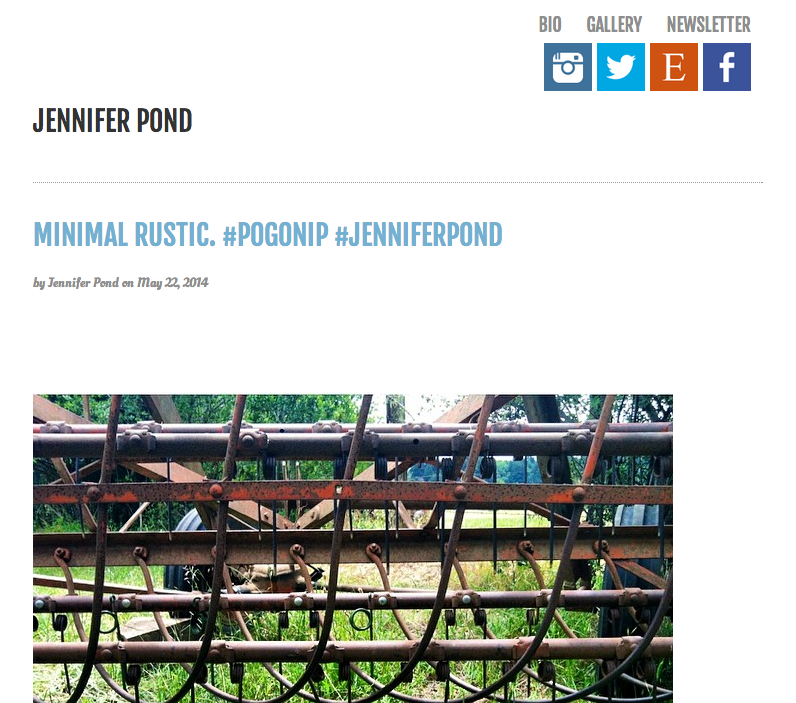 BIO GALLERY NEWSLETTER
E
JENNIFER POND
MINIMAL RUSTIC. #POGONIP #JENNIFERPOND
by Jennifer Pond on May 22, 2014